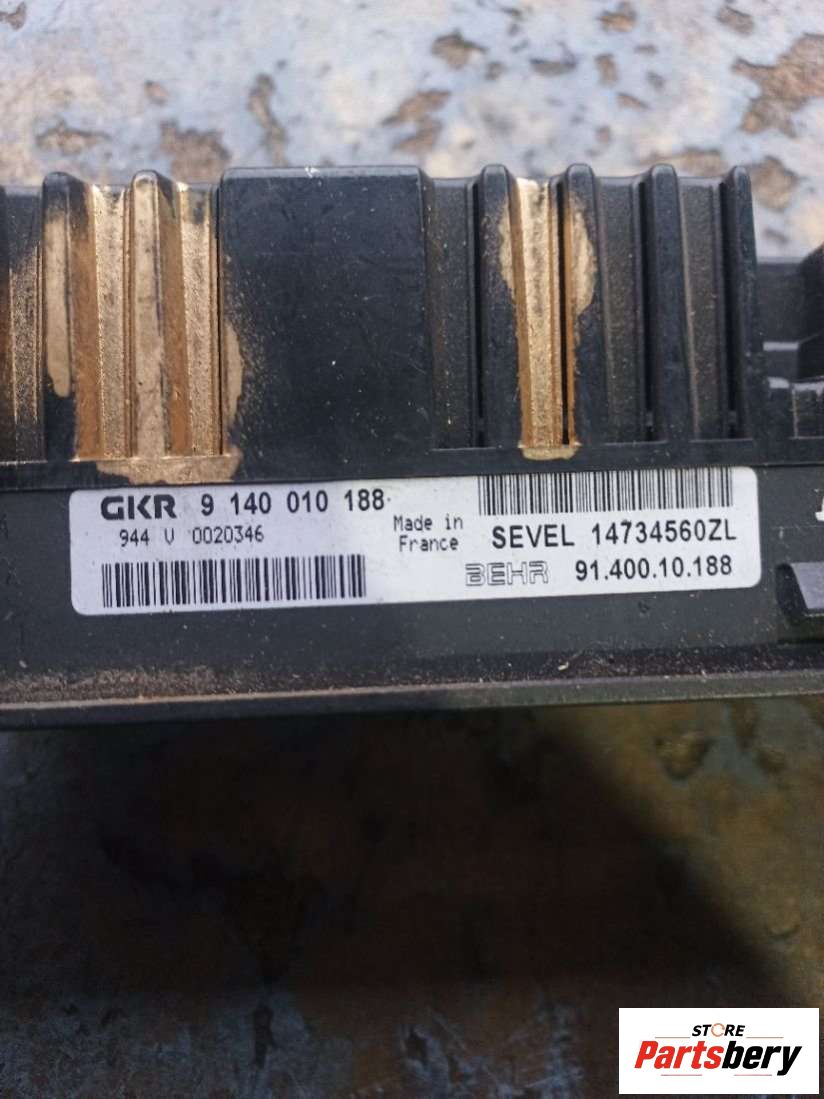 GKR 9 140 010 188
944 V 0020346
Made in
France
SEVEL 14734560ZL
BEHR 91.400.10.188
STORE
Partsbery